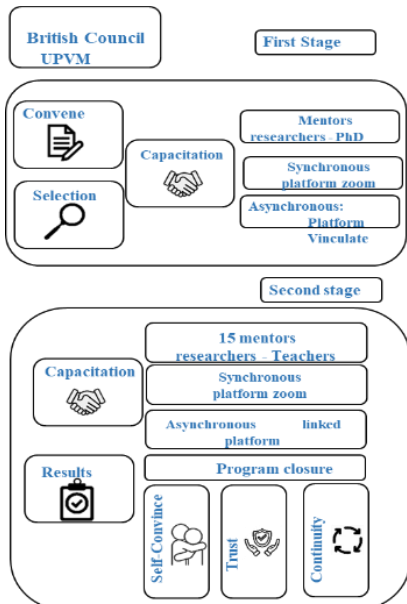 British Council
UPVM
First Stage
Convene
Selection
Capacitation
Mentors
researchers - PhD
Synchronous
platform zoom
Asynchronous:
Platform
Vinculate
Second stage
Capacitation
15 mentors
researchers - Teachers
Synchronous
platform zoom
Asynchronous linked
platform
Results
Program closure
Self-Convince
Trust
Continuity